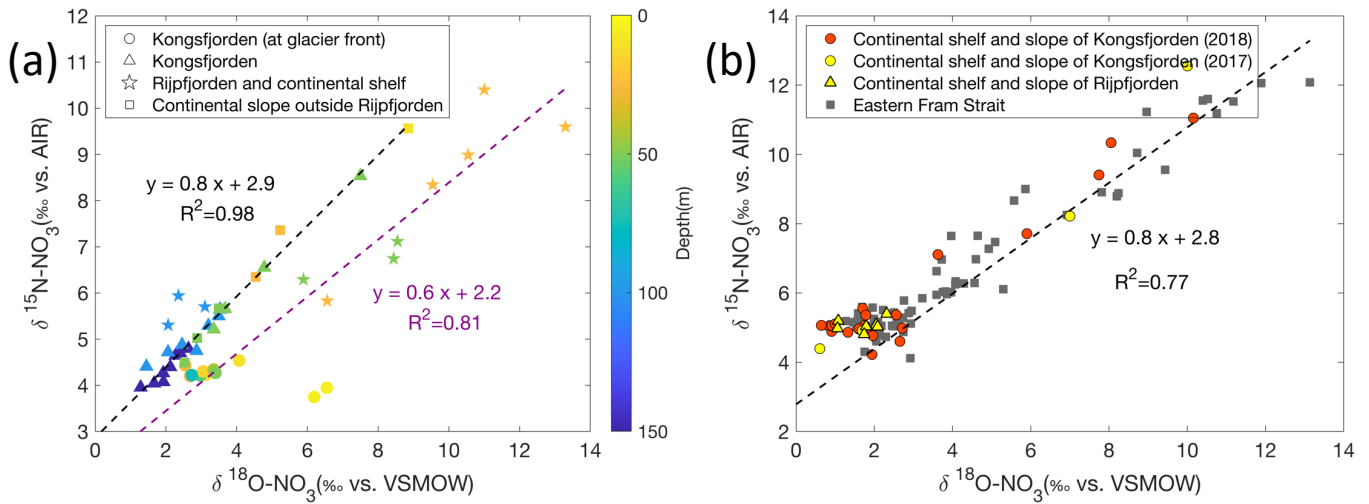 (a)
12
11
10
9
8
7
6
5
4
3
δ 15N-NO3(‰ vs. AIR)
Kongsfjorden (at glacier front)
Kongsfjorden
Rijpfjorden and continental shelf
Continental slope outside Rijpfjorden
y = 0.8 x + 2.9
R2=0.98
y = 0.6 x + 2.2
R2=0.81
0 2 4 6 8 10 12 14
δ 18O-NO3(‰ vs. VSMOW)
0
50
100
150
Depth(m)
(b)
14
12
10
8
6
4
2
δ 15N-NO3(‰ vs. AIR)
Continental shelf and slope of Kongsfjorden (2018)
Continental shelf and slope of Kongsfjorden (2017)
Continental shelf and slope of Rijpfjorden
Eastern Fram Strait
y = 0.8 x + 2.8
R2=0.77
0 2 4 6 8 10 12 14
δ 18O-NO3(‰ vs. VSMOW)